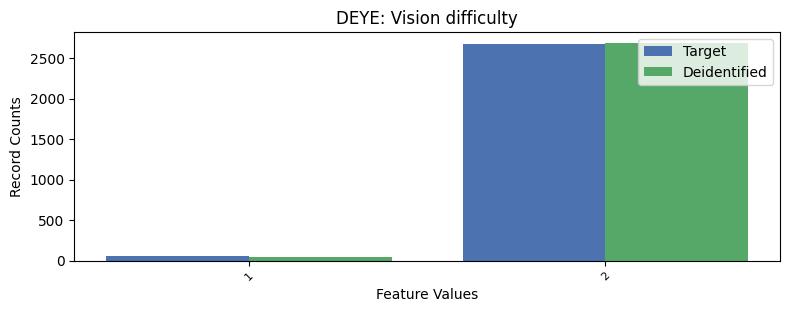 DEYE: Vision difficulty
Record Counts
2500
2000
1500
1000
500
0
Target
Deidentified
1
2
Feature Values